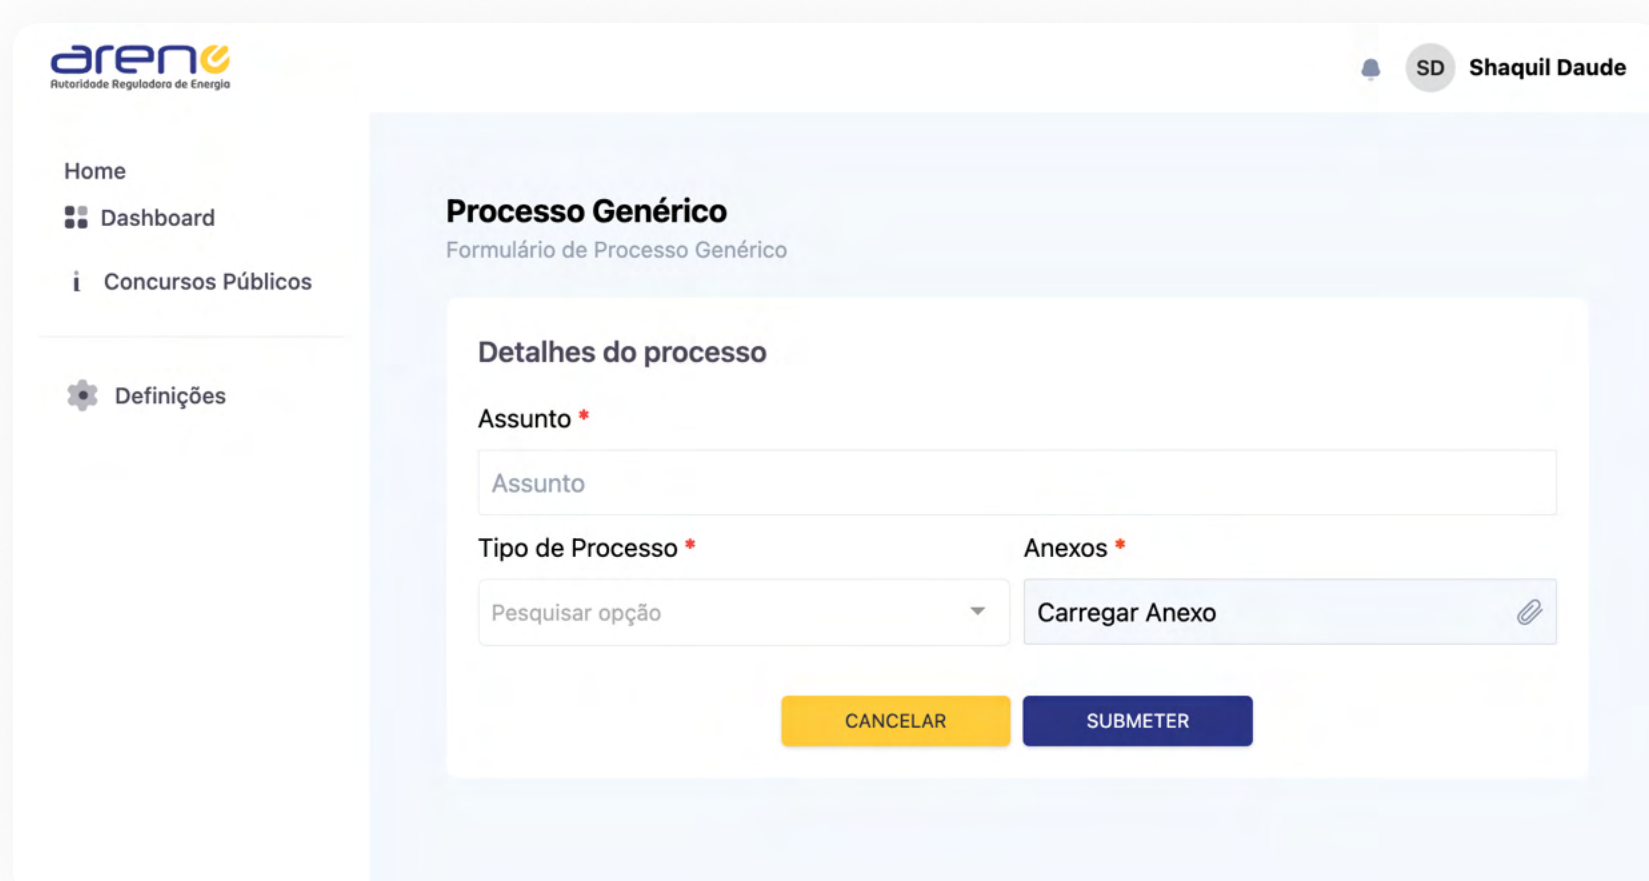 arene
Autoridade Reguladora de Energia
SD Shaquil Daude
Home
Dashboard
Concursos Públicos
Definições
Processo Genérico
Formulário de Processo Genérico
Detalhes do processo
Assunto *
Assunto
Tipo de Processo * Anexos *
Pesquisar opção Carregar Anexo
CANCELAR SUBMETER